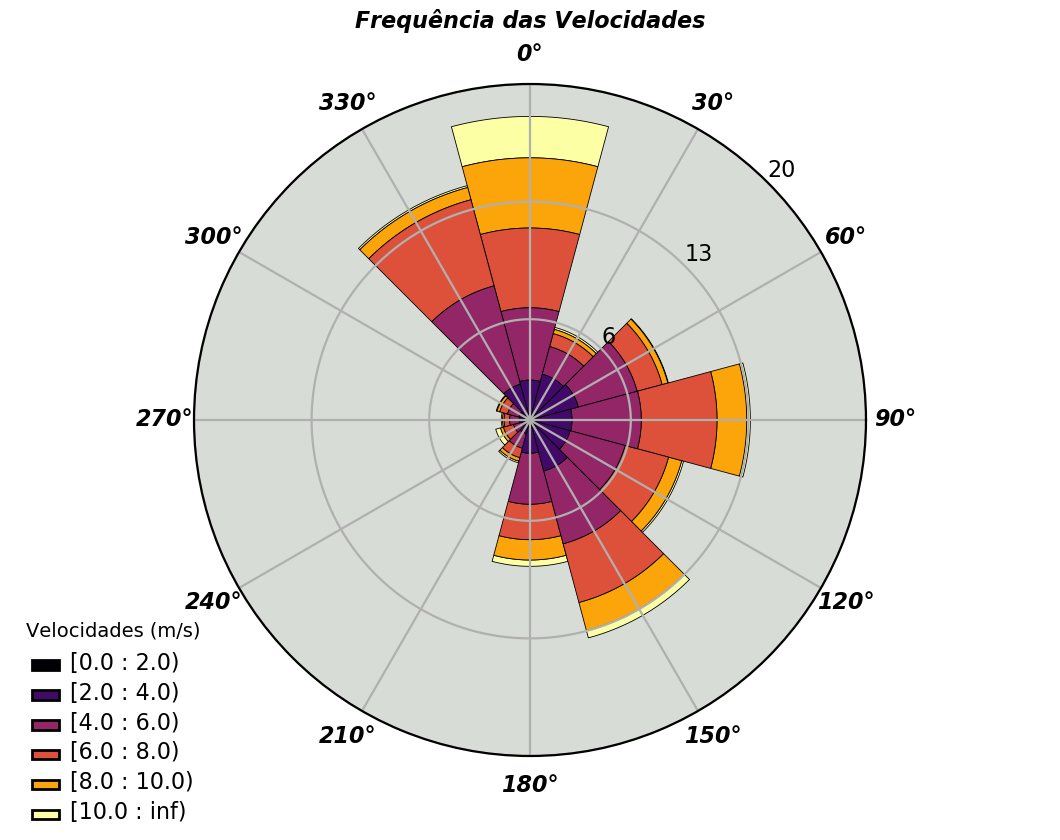 Frequência das Velocidades
0°
330°
30°
20
300°
60°
13
6
270°
90°
240°
120°
210°
150°
180°
Velocidades (m/s)
[0.0 : 2.0)
[2.0 : 4.0)
[4.0 : 6.0)
[6.0 : 8.0)
[8.0 : 10.0)
[10.0 : inf)